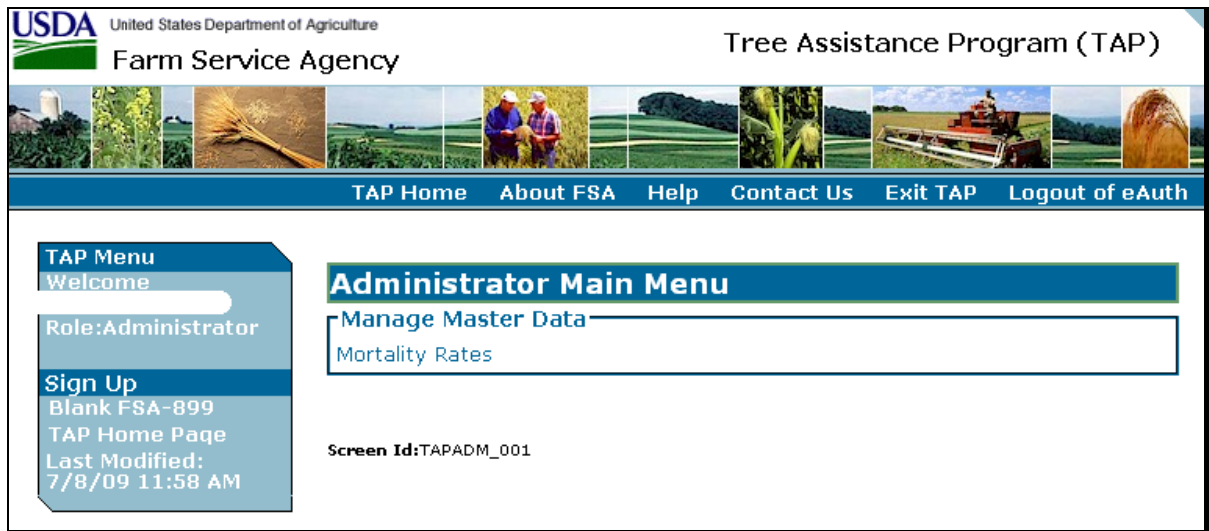 USDA United States Department of Agriculture
Farm Service Agency
Tree Assistance Program (TAP)
TAP Home About FSA Help Contact Us Exit TAP Logout of eAuth
TAP Menu
Welcome
Role:Administrator
Sign Up
Blank FSA-899
TAP Home Page
Last Modified:
7/8/09 11:58 AM
Administrator Main Menu
Manage Master Data
Mortality Rates
Screen Id:TAPADM_001